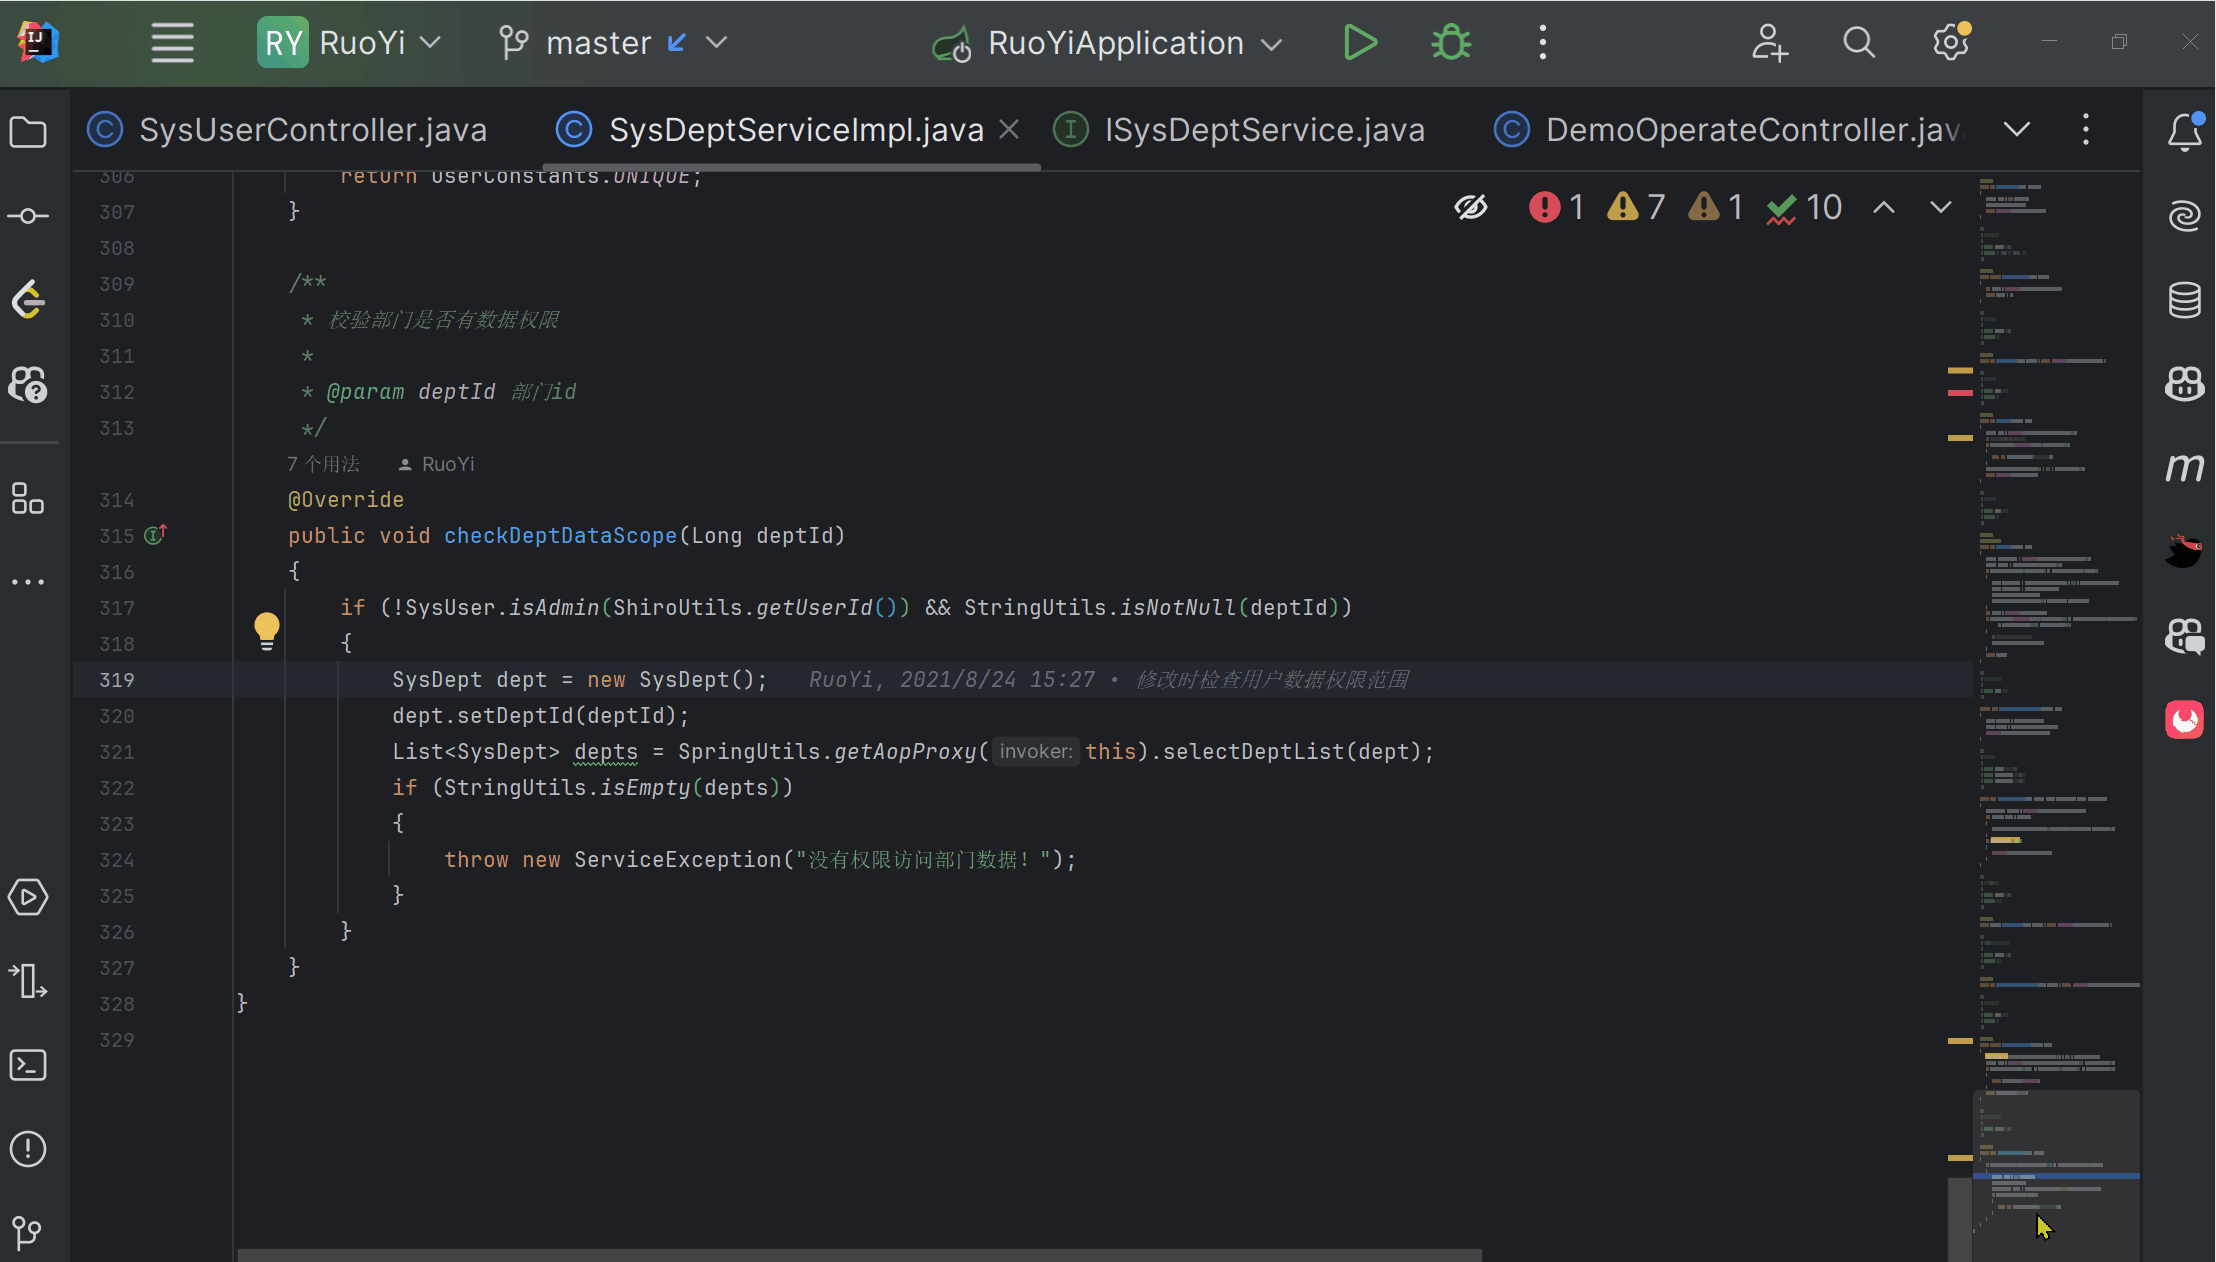 IJ
RY RuoYi master RuoYiApplication
SysUserController.java SysDeptServiceImpl.java ISysDeptService.java DemoOperateController.jav
306 return UserConstants.UNIQUE;
307 }
1 7 1 10
308
309 /**
310 * 校验部门是否有数据权限
311 *
312 * @param deptId 部门id
313 */
7 个用法 RuoYi
314 @Override
315 public void checkDeptDataScope(Long deptId)
316 {
317 if (!SysUser.isAdmin(ShiroUtils.getUserId()) && StringUtils.isNotNull(deptId))
318 {
319 SysDept dept = new SysDept(); RuoYi, 2021/8/24 15:27 • 修改时检查用户数据权限范围
320 dept.setDeptId(deptId);
321 List<SysDept> depts = SpringUtils.getAopProxy( invoker: this).selectDeptList(dept);
322 if (StringUtils.isEmpty(depts))
323 {
324 throw new ServiceException("没有权限访问部门数据！");
325 }
326 }
327 }
328 }
329